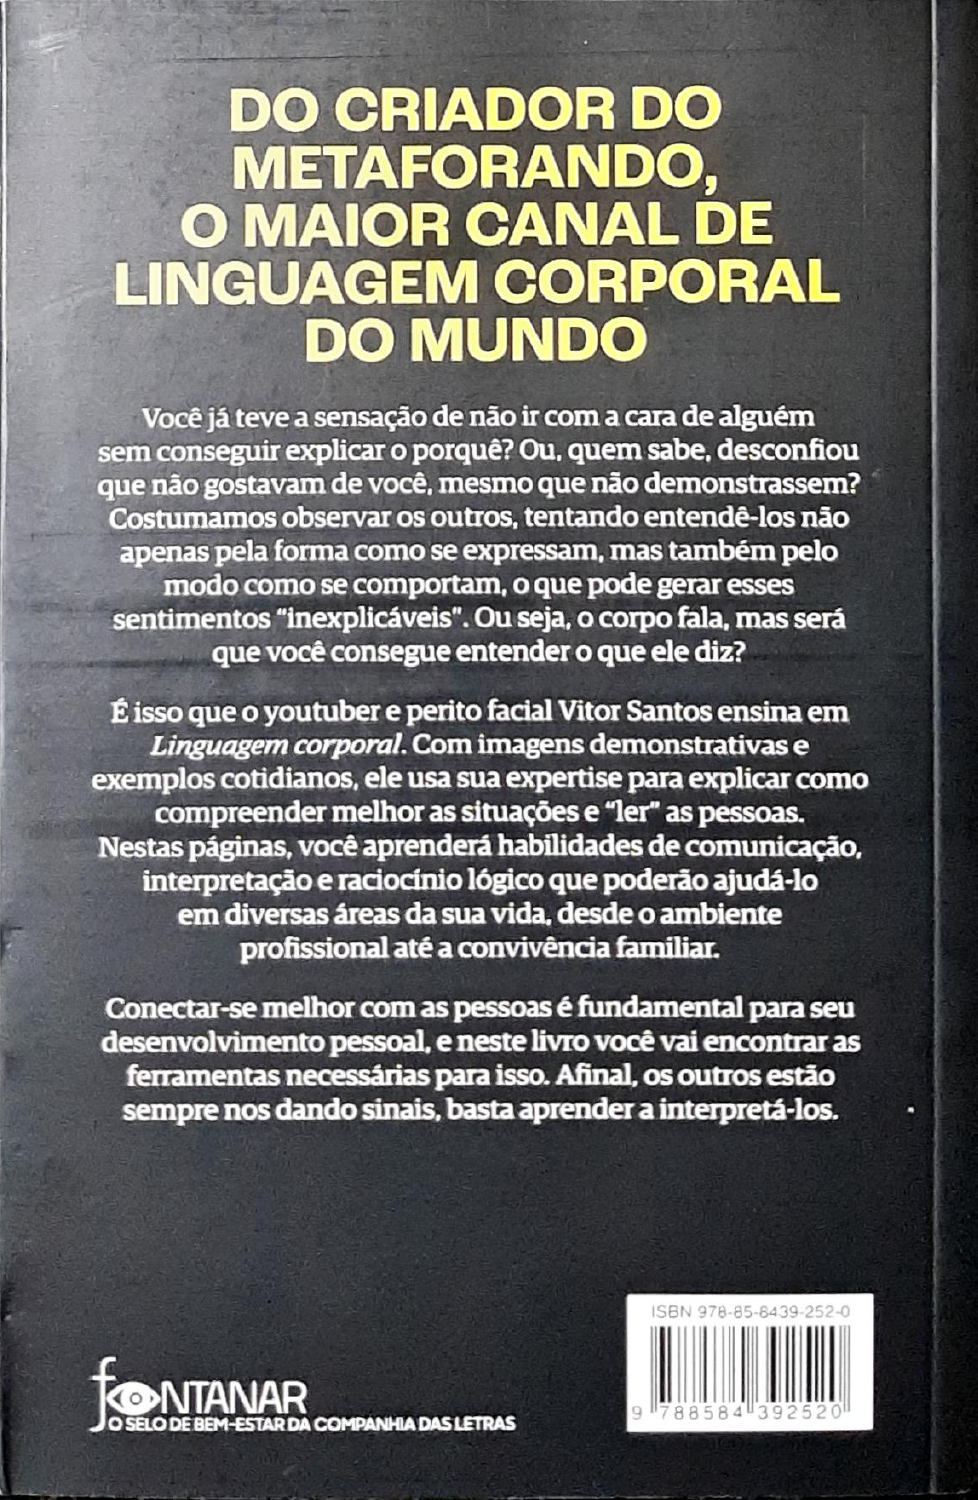 DO CRIADOR DO
METAFORANDO,
O MAIOR CANAL DE
LINGUAGEM CORPORAL
DO MUNDO
Você já teve a sensação de não ir com a cara de alguém
sem conseguir explicar o porquê? Ou, quem sabe, desconfiou
que não gostavam de você, mesmo que não demonstrassem?
Costumamos observar os outros, tentando entendê-los não
apenas pela forma como se expressam, mas também pelo
modo como se comportam, o que pode gerar esses
sentimentos "inexplicáveis". Ou seja, o corpo fala, mas será
que você consegue entender o que ele diz?
É isso que o youtuber e perito facial Vitor Santos ensina em
Linguagem corporal. Com imagens demonstrativas e
exemplos cotidianos, ele usa sua expertise para explicar como
compreender melhor as situações e "ler" as pessoas.
Nestas páginas, você aprenderá habilidades de comunicação,
interpretação e raciocínio lógico que poderão ajudá-lo
em diversas áreas da sua vida, desde o ambiente
profissional até a convivência familiar.
Conectar-se melhor com as pessoas é fundamental para seu
desenvolvimento pessoal, e neste livro você vai encontrar as
ferramentas necessárias para isso. Afinal, os outros estão
sempre nos dando sinais, basta aprender a interpretá-los.
ISBN 978-85-8439-252-0
9 788584 392520
fONTANAR
O SELO DE BEM-ESTAR DA COMPANHIA DAS LETRAS